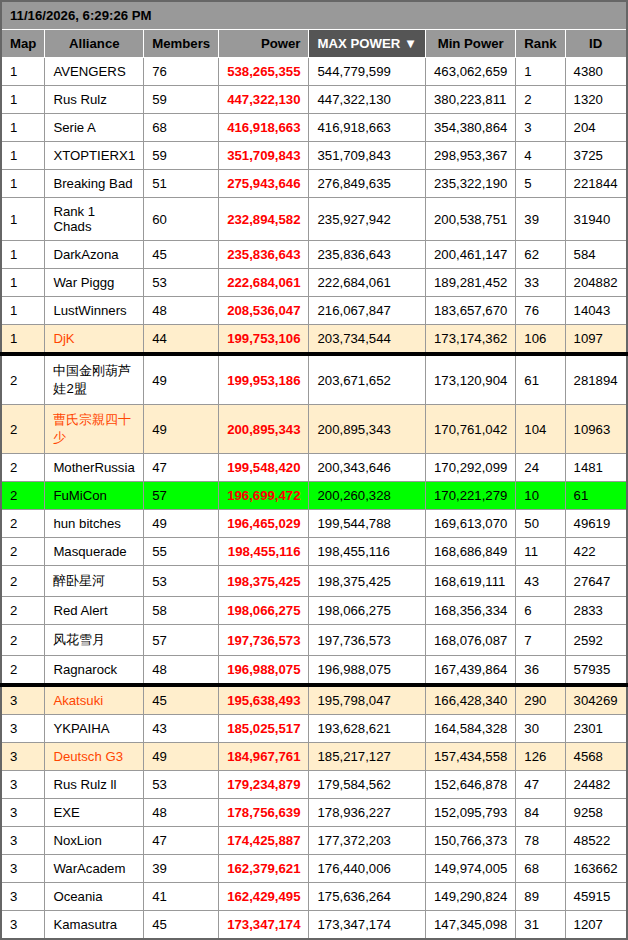 11/16/2026, 6:29:26 PM
Map Alliance Members Power MAX POWER ▼ Min Power Rank ID
1 AVENGERS 76 538,265,355 544,779,599 463,062,659 1 4380
1 Rus Rulz 59 447,322,130 447,322,130 380,223,811 2 1320
1 Serie A 68 416,918,663 416,918,663 354,380,864 3 204
1 XTOPTIERX1 59 351,709,843 351,709,843 298,953,367 4 3725
1 Breaking Bad 51 275,943,646 276,849,635 235,322,190 5 221844
1 Rank 1 Chads 60 232,894,582 235,927,942 200,538,751 39 31940
1 DarkAzona 45 235,836,643 235,836,643 200,461,147 62 584
1 War Piggg 53 222,684,061 222,684,061 189,281,452 33 204882
1 LustWinners 48 208,536,047 216,067,847 183,657,670 76 14043
1 DjK 44 199,753,106 203,734,544 173,174,362 106 1097
2 中国金刚葫芦娃2盟 49 199,953,186 203,671,652 173,120,904 61 281894
2 曹氏宗親四十少 49 200,895,343 200,895,343 170,761,042 104 10963
2 MotherRussia 47 199,548,420 200,343,646 170,292,099 24 1481
2 FuMiCon 57 196,699,472 200,260,328 170,221,279 10 61
2 hun bitches 49 196,465,029 199,544,788 169,613,070 50 49619
2 Masquerade 55 198,455,116 198,455,116 168,686,849 11 422
2 醉卧星河 53 198,375,425 198,375,425 168,619,111 43 27647
2 Red Alert 58 198,066,275 198,066,275 168,356,334 6 2833
2 风花雪月 57 197,736,573 197,736,573 168,076,087 7 2592
2 Ragnarock 48 196,988,075 196,988,075 167,439,864 36 57935
3 Akatsuki 45 195,638,493 195,798,047 166,428,340 290 304269
3 YKPAIHA 43 185,025,517 193,628,621 164,584,328 30 2301
3 Deutsch G3 49 184,967,761 185,217,127 157,434,558 126 4568
3 Rus Rulz ll 53 179,234,879 179,584,562 152,646,878 47 24482
3 EXE 48 178,756,639 178,936,227 152,095,793 84 9258
3 NoxLion 47 174,425,887 177,372,203 150,766,373 78 48522
3 WarAcadem 39 162,379,621 176,440,006 149,974,005 68 163662
3 Oceania 41 162,429,495 175,636,264 149,290,824 89 45915
3 Kamasutra 45 173,347,174 173,347,174 147,345,098 31 1207